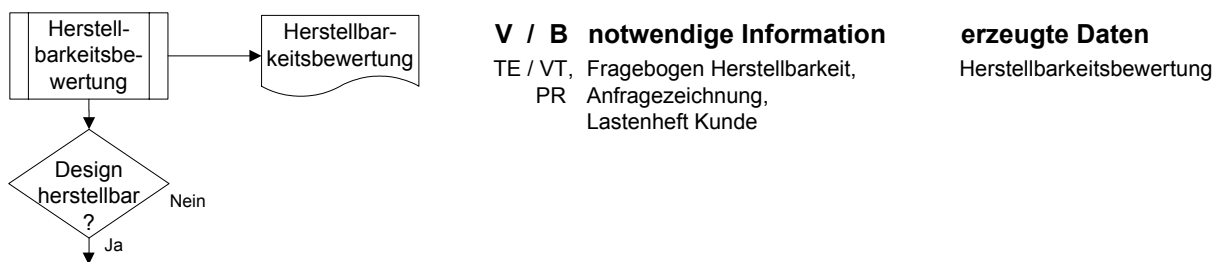 Herstell-
barkeitsbe-
wertung
Herstellbar-
keitsbewertung
V / B notwendige Information erzeugte Daten
TE / VT, Fragebogen Herstellbarkeit, Herstellbarkeitsbewertung
PR Anfragezeichnung,
Lastenheft Kunde
Design
herstellbar
?
Nein
Ja